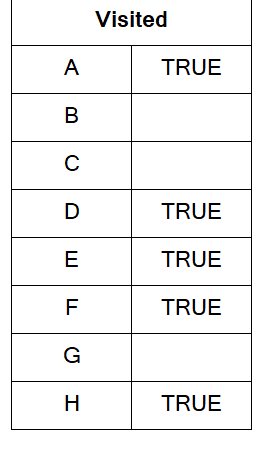 Visited
A TRUE
B
C
D TRUE
E TRUE
F TRUE
G
H TRUE